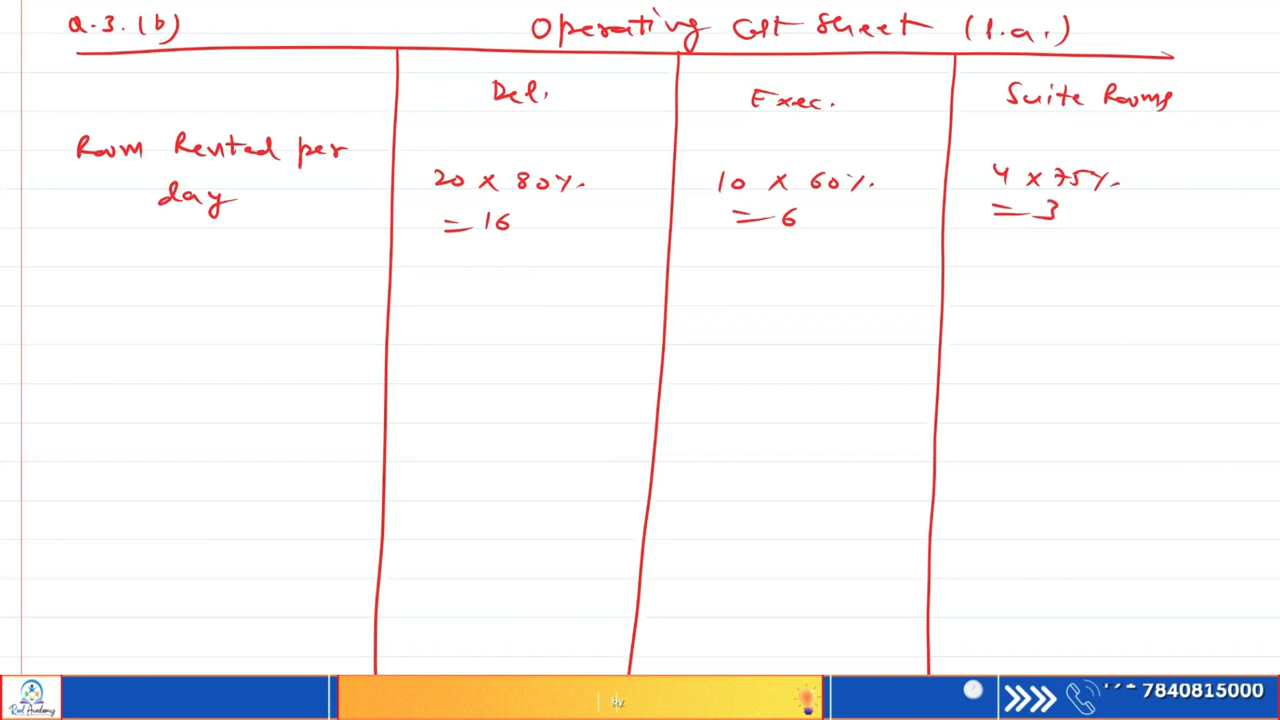 Q.3.(b) Operating Cost Sheet (P.a.)
Del. Exec. Suite Rooms
Room Rented per day
20 x 80%. 10 x 60%. 4 x 75%.
= 16 = 6 = 3
7840815000